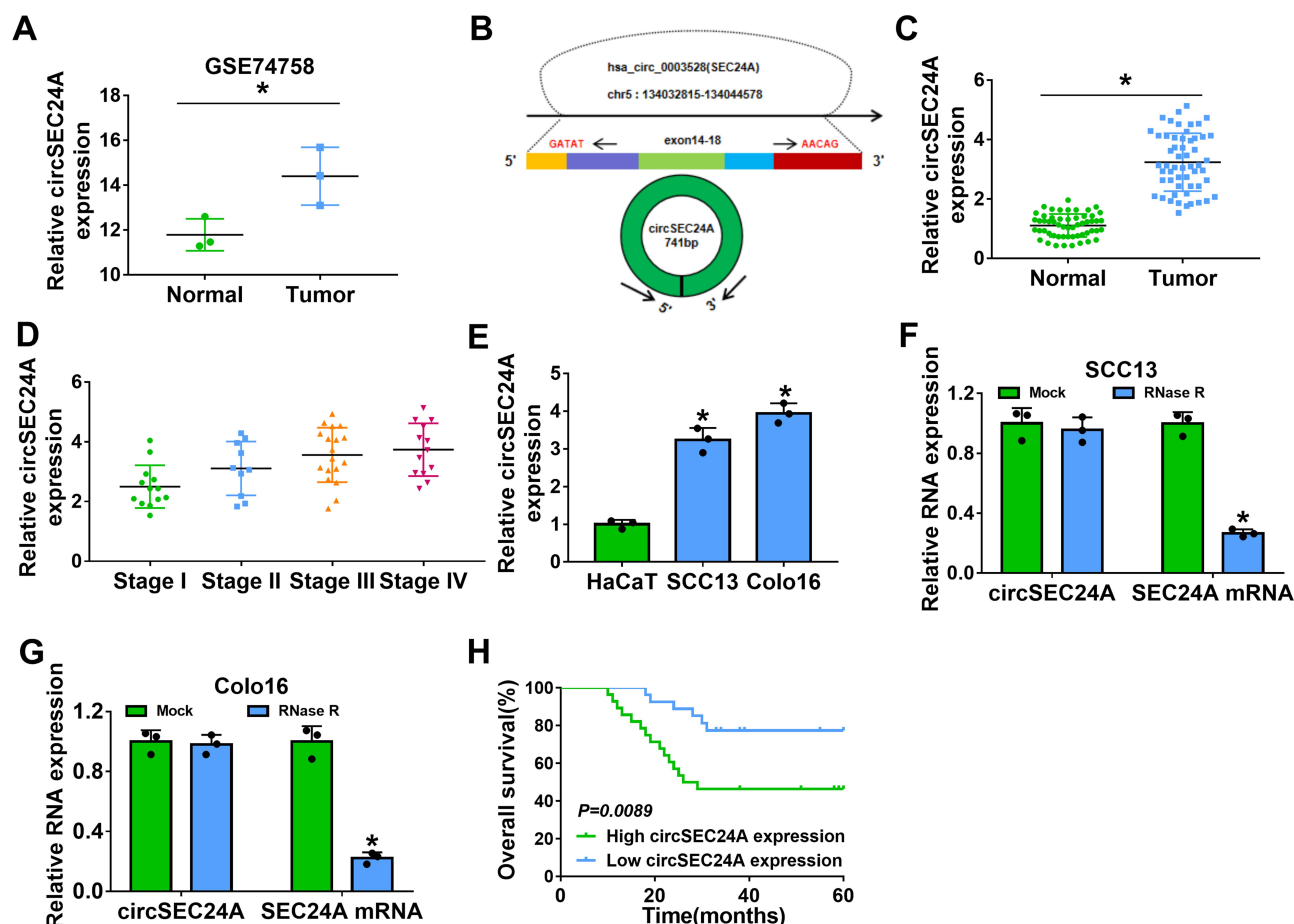 A
Relative circSEC24A
expression
GSE74758
*
18
16
14
12
10
Normal
Tumor
B
hsa_circ_0003528(SEC24A)
chr5 : 134032815-134044578
GATAT
exon14-18
AACAG
5'
3'
circSEC24A
741bp
5'
3'
C
Relative circSEC24A
expression
*
6
4
2
0
Normal
Tumor
D
Relative circSEC24A
expression
6
4
2
0
Stage I
Stage II
Stage III
Stage IV
E
Relative circSEC24A
expression
5
4
3
2
1
0
*
*
HaCaT
SCC13
Colo16
F
Relative RNA expression
SCC13
Mock
RNase R
1.2
0.8
0.4
0.0
*
circSEC24A
SEC24A mRNA
G
Relative RNA expression
Colo16
Mock
RNase R
1.2
0.8
0.4
0.0
*
circSEC24A
SEC24A mRNA
H
Overall survival(%)
100
80
60
40
20
0
P=0.0089
High circSEC24A expression
Low circSEC24A expression
0
20
40
60
Time(months)